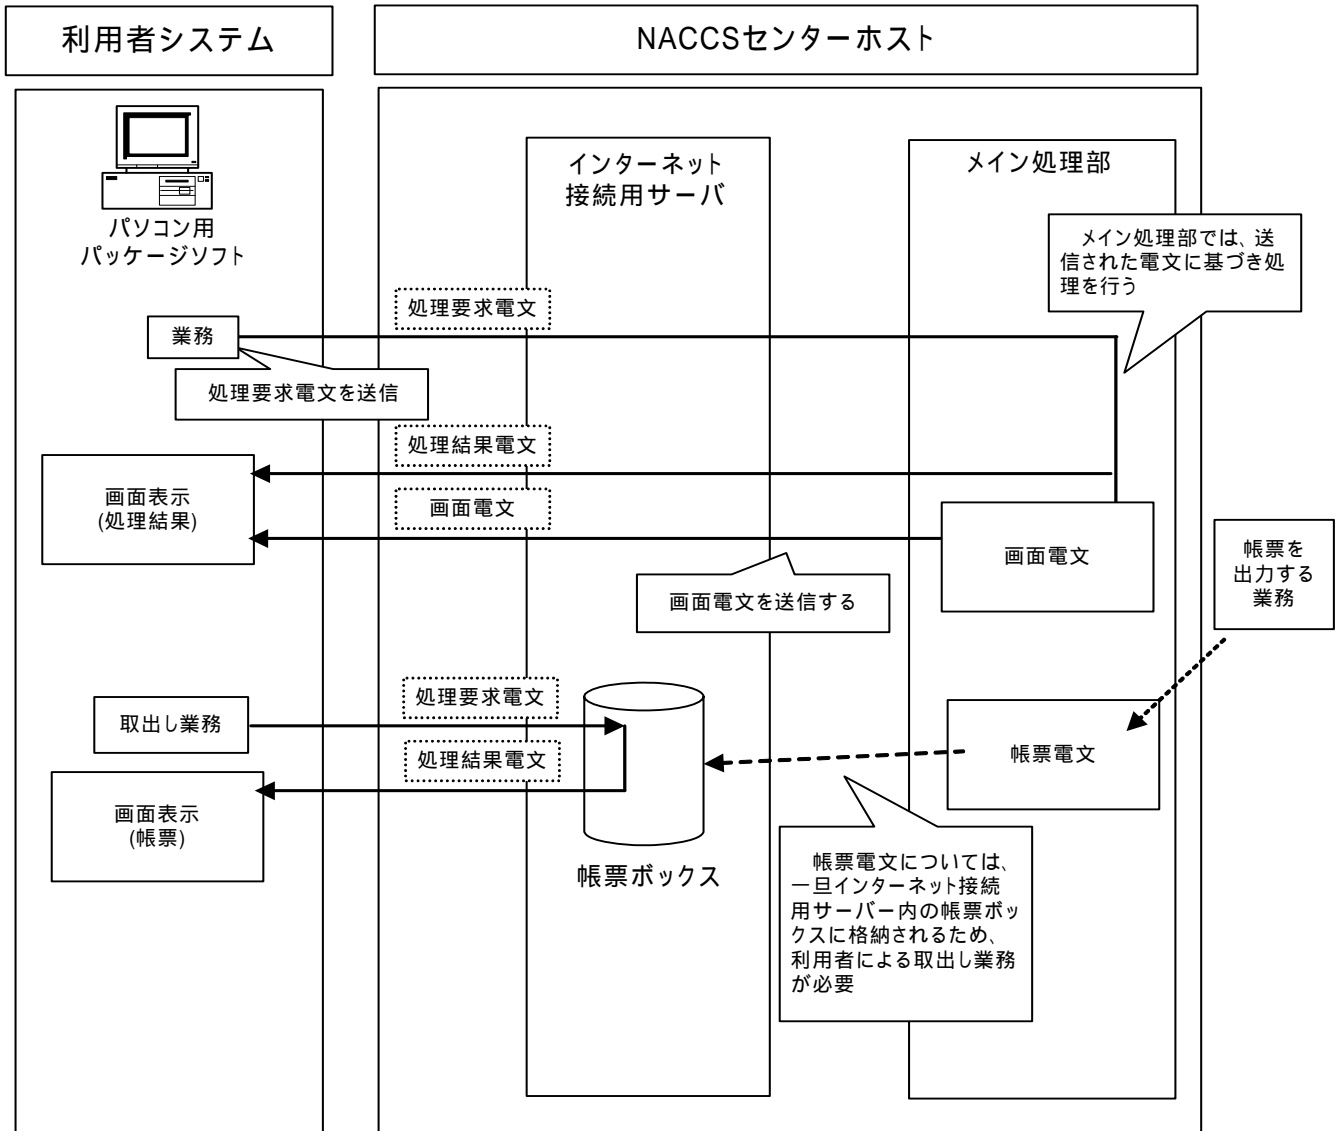 利用者システム
NACCSセンターホスト
パソコン用
パッケージソフト
インターネット
接続用サーバ
メイン処理部
メイン処理部では、送
信された電文に基づき処
理を行う
処理要求電文
業務
処理要求電文を送信
処理結果電文
画面表示
(処理結果)
画面電文
画面電文
画面電文を送信する
帳票を
出力する
業務
処理要求電文
取出し業務
処理結果電文
帳票電文
画面表示
(帳票)
帳票ボックス
帳票電文については、
一旦インターネット接続
用サーバー内の帳票ボッ
クスに格納されるため、
利用者による取出し業務
が必要